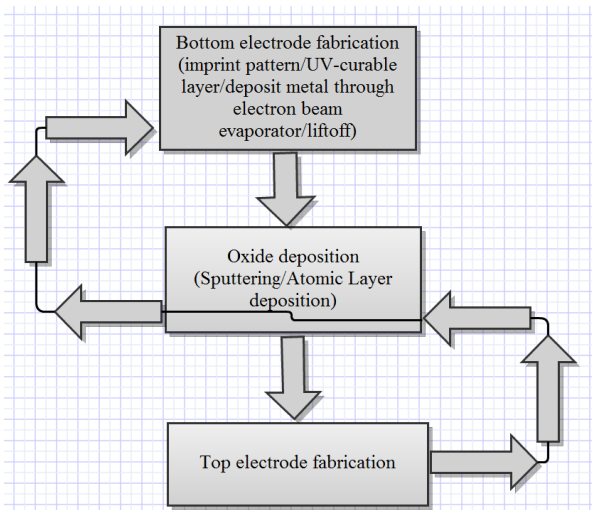 Bottom electrode fabrication
(imprint pattern/UV-curable
layer/deposit metal through
electron beam
evaporator/liftoff)
Oxide deposition
(Sputtering/Atomic Layer
deposition)
Top electrode fabrication